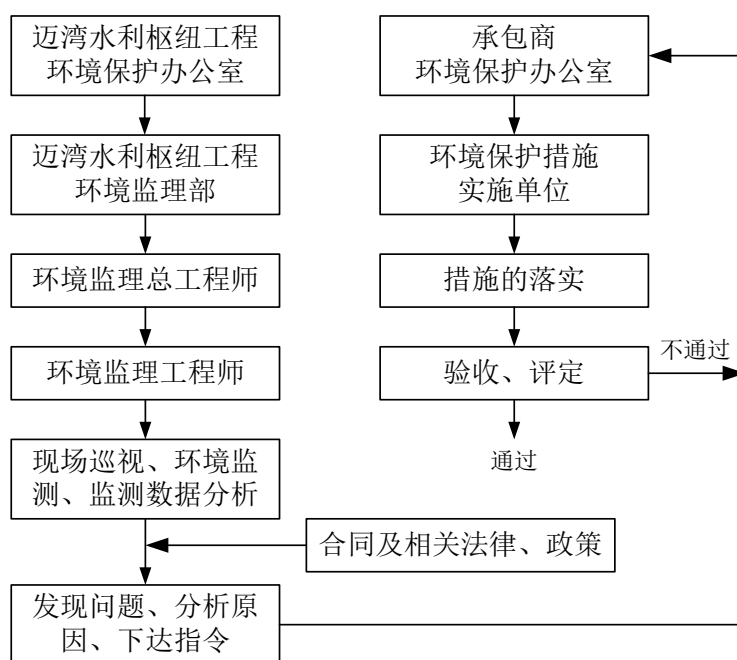 迈湾水利枢纽工程
环境保护办公室
迈湾水利枢纽工程
环境监理部
环境监理总工程师
环境监理工程师
现场巡视、环境监
测、监测数据分析
合同及相关法律、政策
发现问题、分析原
因、下达指令
承包商
环境保护办公室
环境保护措施
实施单位
措施的落实
验收、评定
不通过
通过